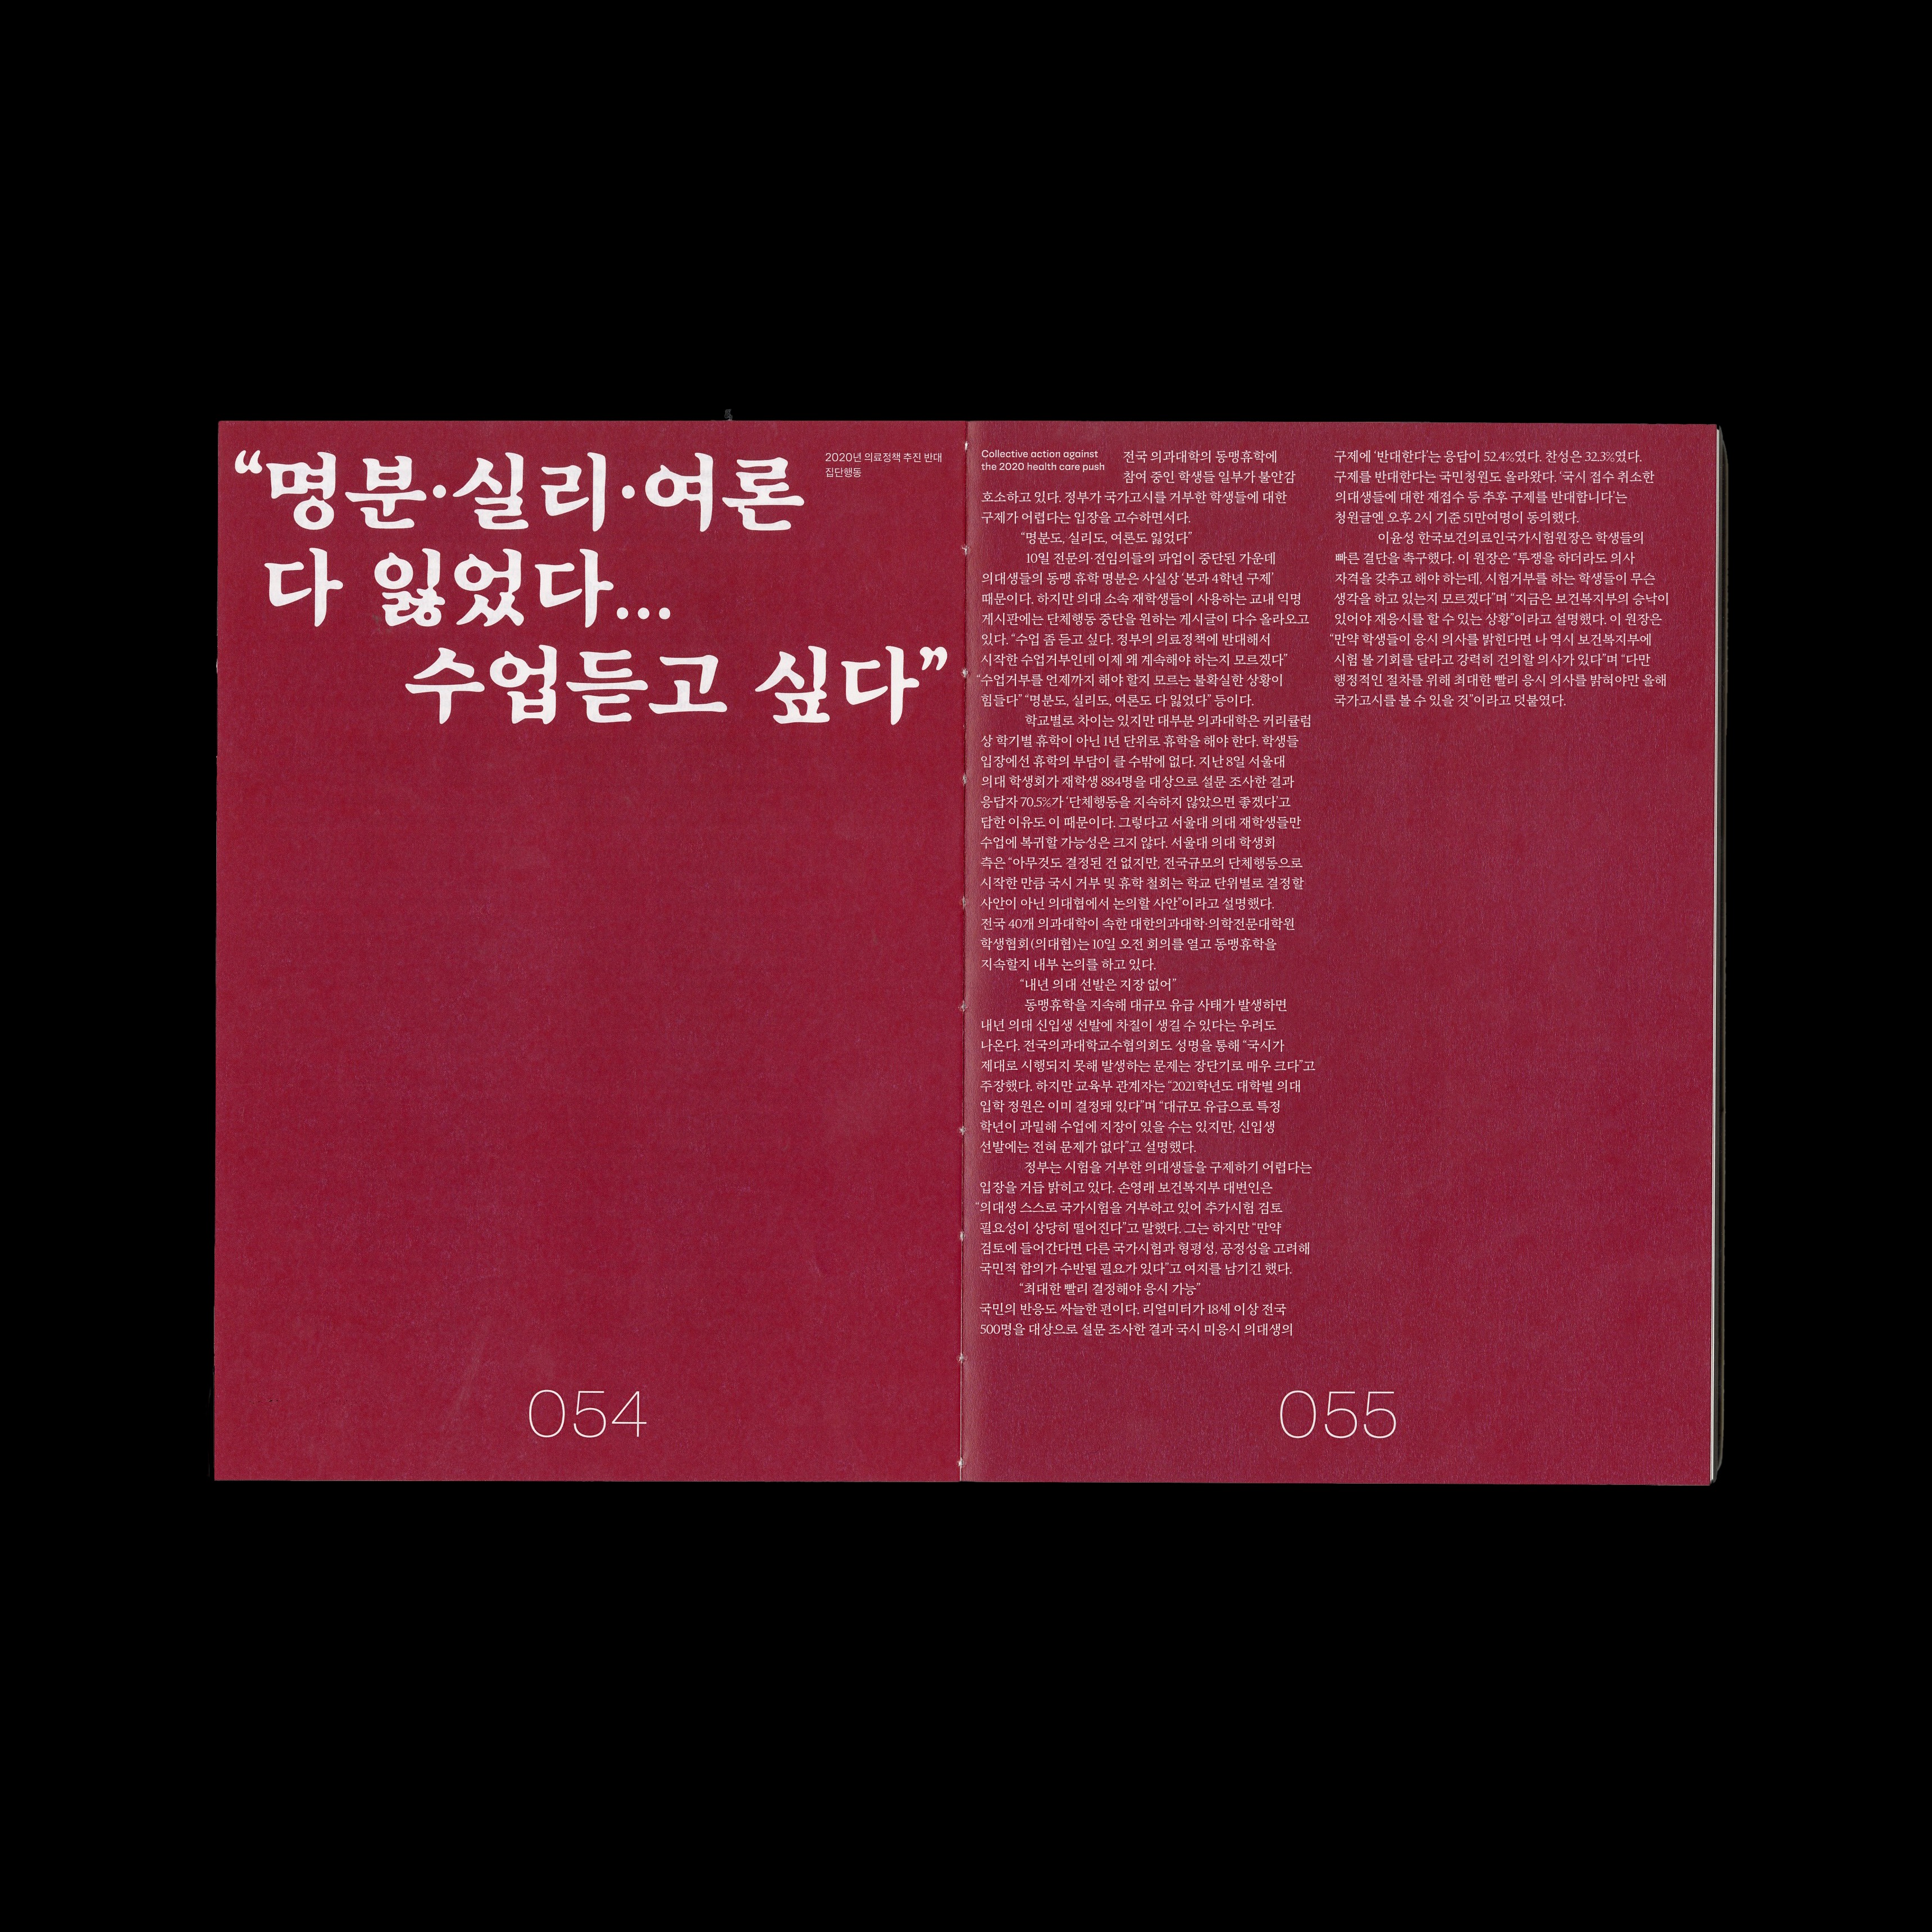 “명분·실리·여론
다 잃었다...
수업듣고 싶다”
2020년 의료정책 추진 반대
집단행동
054
Collective action against
the 2020 health care push
전국 의과대학의 동맹휴학에
참여 중인 학생들 일부가 불안감
호소하고 있다. 정부가 국가고시를 거부한 학생들에 대한
구제가 어렵다는 입장을 고수하면서다.
“명분도, 실리도, 여론도 잃었다”
10일 전문의·전임의들의 파업이 중단된 가운데
의대생들의 동맹 휴학 명분은 사실상 ‘본과 4학년 구제’
때문이다. 하지만 의대 소속 재학생들이 사용하는 교내 익명
게시판에는 단체행동 중단을 원하는 게시글이 다수 올라오고
있다. “수업 좀 듣고 싶다. 정부의 의료정책에 반대해서
시작한 수업거부인데 이제 왜 계속해야 하는지 모르겠다”
“수업거부를 언제까지 해야 할지 모르는 불확실한 상황이
힘들다” “명분도, 실리도, 여론도 다 잃었다” 등이다.
학교별로 차이는 있지만 대부분 의과대학은 커리큘럼
상 학기별 휴학이 아닌 1년 단위로 휴학을 해야 한다. 학생들
입장에선 휴학의 부담이 클 수밖에 없다. 지난 8일 서울대
의대 학생회가 재학생 884명을 대상으로 설문 조사한 결과
응답자 70.5%가 ‘단체행동을 지속하지 않았으면 좋겠다’고
답한 이유도 이 때문이다. 그렇다고 서울대 의대 재학생들만
수업에 복귀할 가능성은 크지 않다. 서울대 의대 학생회
측은 “아무것도 결정된 건 없지만, 전국규모의 단체행동으로
시작한 만큼 국시 거부 및 휴학 철회는 학교 단위별로 결정할
사안이 아닌 의대협에서 논의할 사안”이라고 설명했다.
전국 40개 의과대학이 속한 대한의과대학·의학전문대학원
학생협회(의대협)는 10일 오전 회의를 열고 동맹휴학을
지속할지 내부 논의를 하고 있다.
“내년 의대 선발은 지장 없어”
동맹휴학을 지속해 대규모 유급 사태가 발생하면
내년 의대 신입생 선발에 차질이 생길 수 있다는 우려도
나온다. 전국의과대학교수협의회도 성명을 통해 “국시가
제대로 시행되지 못해 발생하는 문제는 장단기로 매우 크다”고
주장했다. 하지만 교육부 관계자는 “2021학년도 대학별 의대
입학 정원은 이미 결정돼 있다”며 “대규모 유급으로 특정
학년이 과밀해 수업에 지장이 있을 수는 있지만, 신입생
선발에는 전혀 문제가 없다”고 설명했다.
정부는 시험을 거부한 의대생들을 구제하기 어렵다는
입장을 거듭 밝히고 있다. 손영래 보건복지부 대변인은
“의대생 스스로 국가시험을 거부하고 있어 추가시험 검토
필요성이 상당히 떨어진다”고 말했다. 그는 하지만 “만약
검토에 들어간다면 다른 국가시험과 형평성, 공정성을 고려해
국민적 합의가 수반될 필요가 있다”고 여지를 남기긴 했다.
“최대한 빨리 결정해야 응시 가능”
국민의 반응도 싸늘한 편이다. 리얼미터가 18세 이상 전국
500명을 대상으로 설문 조사한 결과 국시 미응시 의대생의
구제에 ‘반대한다’는 응답이 52.4%였다. 찬성은 32.3%였다.
구제를 반대한다는 국민청원도 올라왔다. ‘국시 접수 취소한
의대생들에 대한 재접수 등 추후 구제를 반대합니다’는
청원글엔 오후 2시 기준 51만여명이 동의했다.
이윤성 한국보건의료인국가시험원장은 학생들의
빠른 결단을 촉구했다. 이 원장은 “투쟁을 하더라도 의사
자격을 갖추고 해야 하는데, 시험거부를 하는 학생들이 무슨
생각을 하고 있는지 모르겠다”며 “지금은 보건복지부의 승낙이
있어야 재응시를 할 수 있는 상황”이라고 설명했다. 이 원장은
“만약 학생들이 응시 의사를 밝힌다면 나 역시 보건복지부에
시험 볼 기회를 달라고 강력히 건의할 의사가 있다”며 “다만
행정적인 절차를 위해 최대한 빨리 응시 의사를 밝혀야만 올해
국가고시를 볼 수 있을 것”이라고 덧붙였다.
055